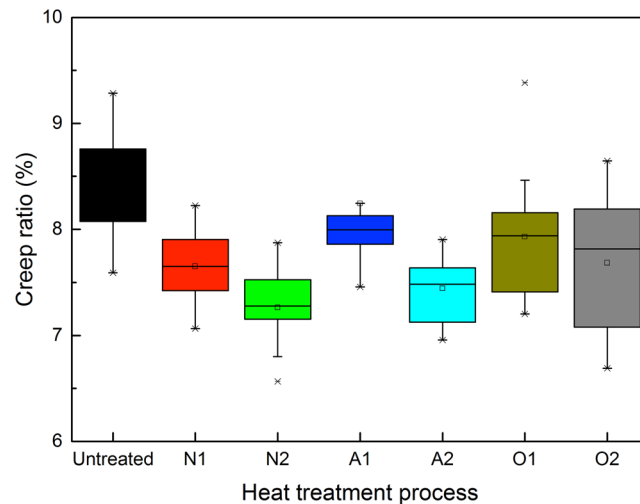 10
9
8
7
6
Creep ratio (%)
Untreated N1 N2 A1 A2 O1 O2
Heat treatment process